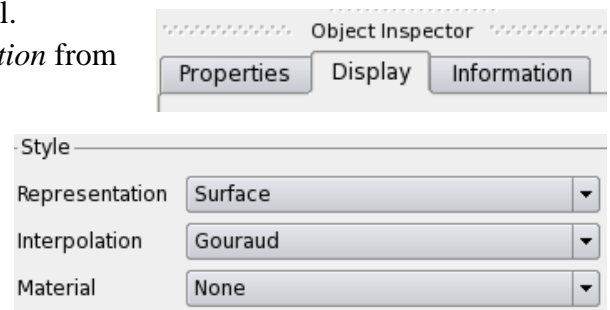 l.
tion from
Object Inspector
Properties Display Information
Style
Representation Surface
Interpolation Gouraud
Material None